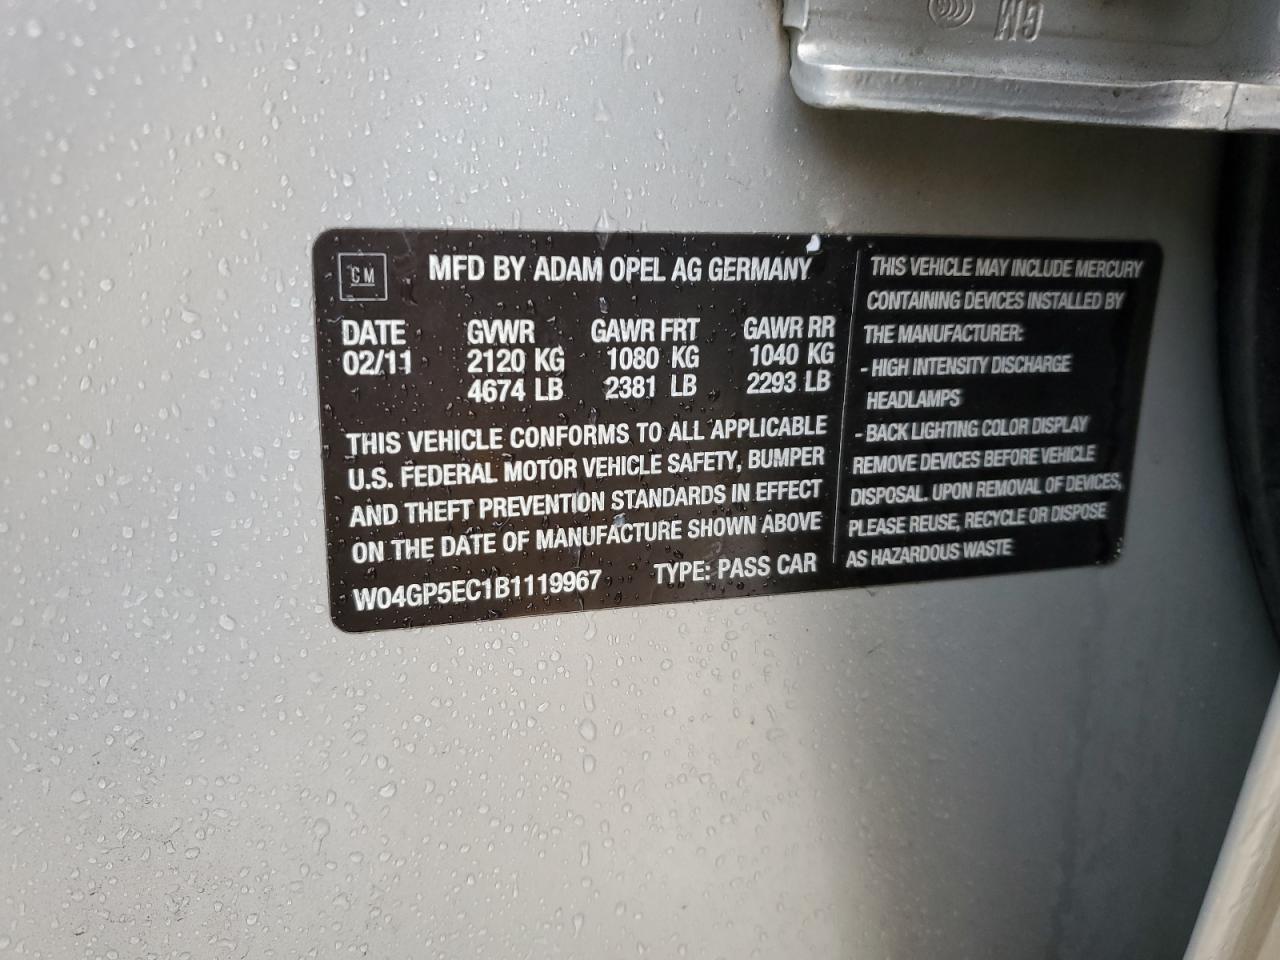 GM
GM
MFD BY ADAM OPEL AG GERMANY
DATE GVWR GAWR FRT GAWR RR
02/11 2120 KG 1080 KG 1040 KG
4674 LB 2381 LB 2293 LB
THIS VEHICLE CONFORMS TO ALL APPLICABLE
U.S. FEDERAL MOTOR VEHICLE SAFETY, BUMPER
AND THEFT PREVENTION STANDARDS IN EFFECT
ON THE DATE OF MANUFACTURE SHOWN ABOVE
W04GP5EC1B1119967 TYPE: PASS CAR
THIS VEHICLE MAY INCLUDE MERCURY
CONTAINING DEVICES INSTALLED BY
THE MANUFACTURER:
- HIGH INTENSITY DISCHARGE
HEADLAMPS
- BACK LIGHTING COLOR DISPLAY
REMOVE DEVICES BEFORE VEHICLE
DISPOSAL. UPON REMOVAL OF DEVICES,
PLEASE REUSE, RECYCLE OR DISPOSE
AS HAZARDOUS WASTE